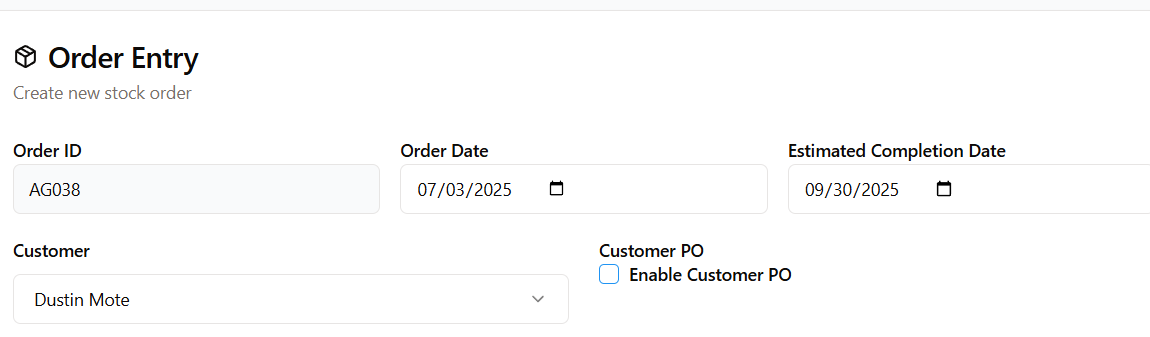 Order Entry
Create new stock order
Order ID
Order Date
Estimated Completion Date
AG038
07/03/2025
09/30/2025
Customer
Customer PO
Enable Customer PO
Dustin Mote